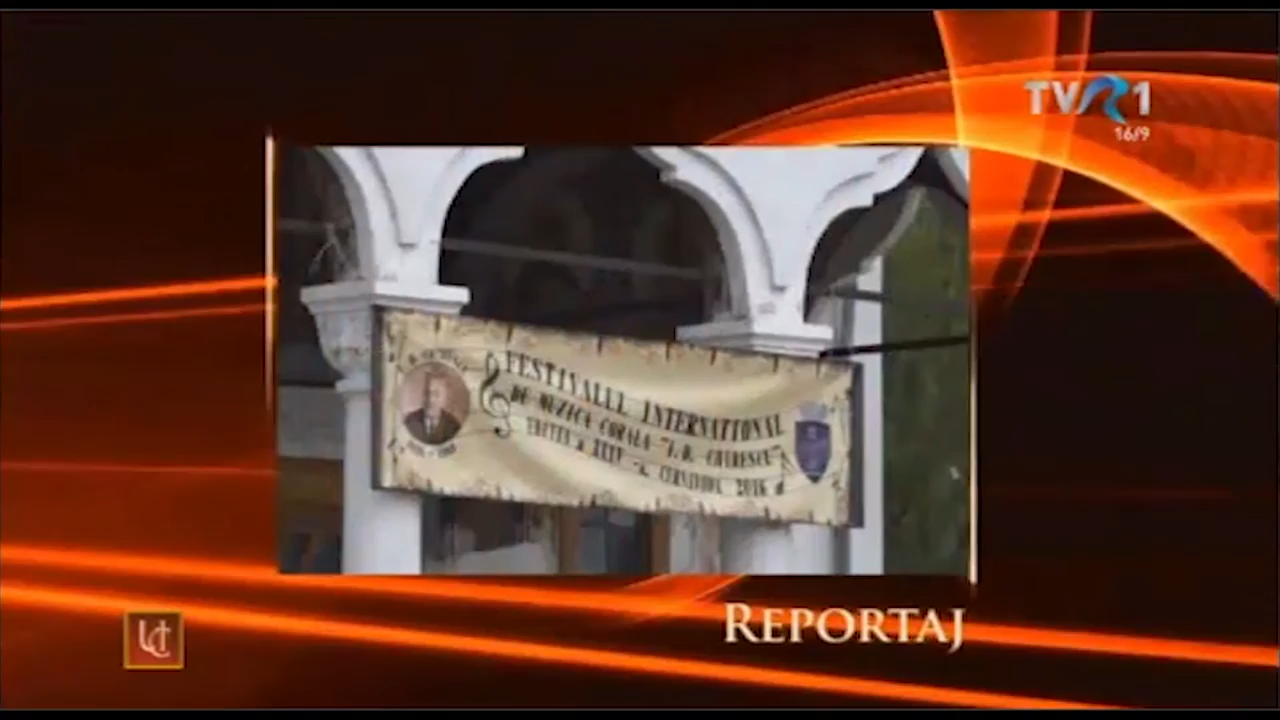 TVR1
16/9
FESTIVALUL INTERNATIONAL
DE MUZICA CORALA "I.D. CHIRESCU"
EDITIA a XXIV -a, CERNAVODA, 2016
REPORTAJ